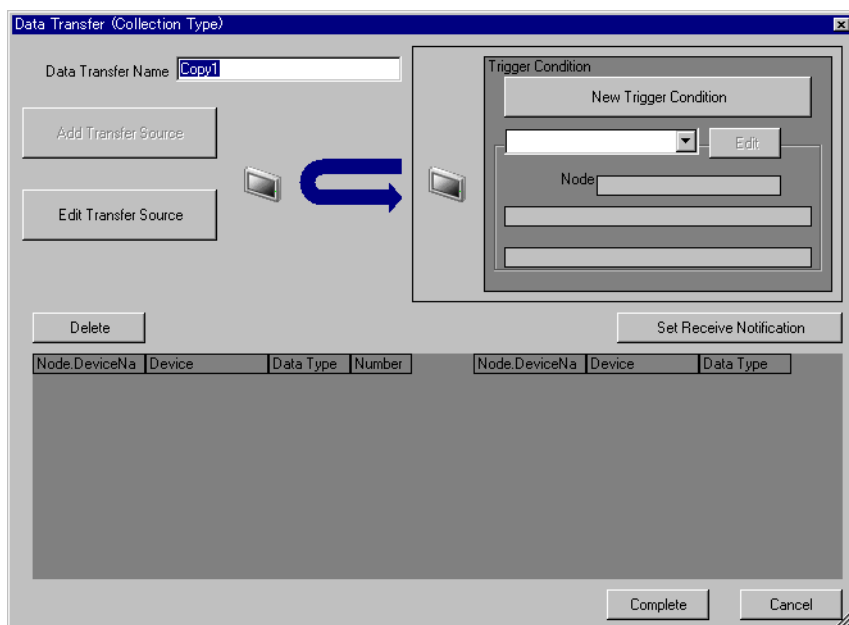 Data Transfer (Collection Type)
Data Transfer Name Copy1
Trigger Condition
New Trigger Condition
Add Transfer Source
Edit
Node
Edit Transfer Source
Delete
Set Receive Notification
Node.DeviceNa Device Data Type Number Node.DeviceNa Device Data Type
Complete Cancel